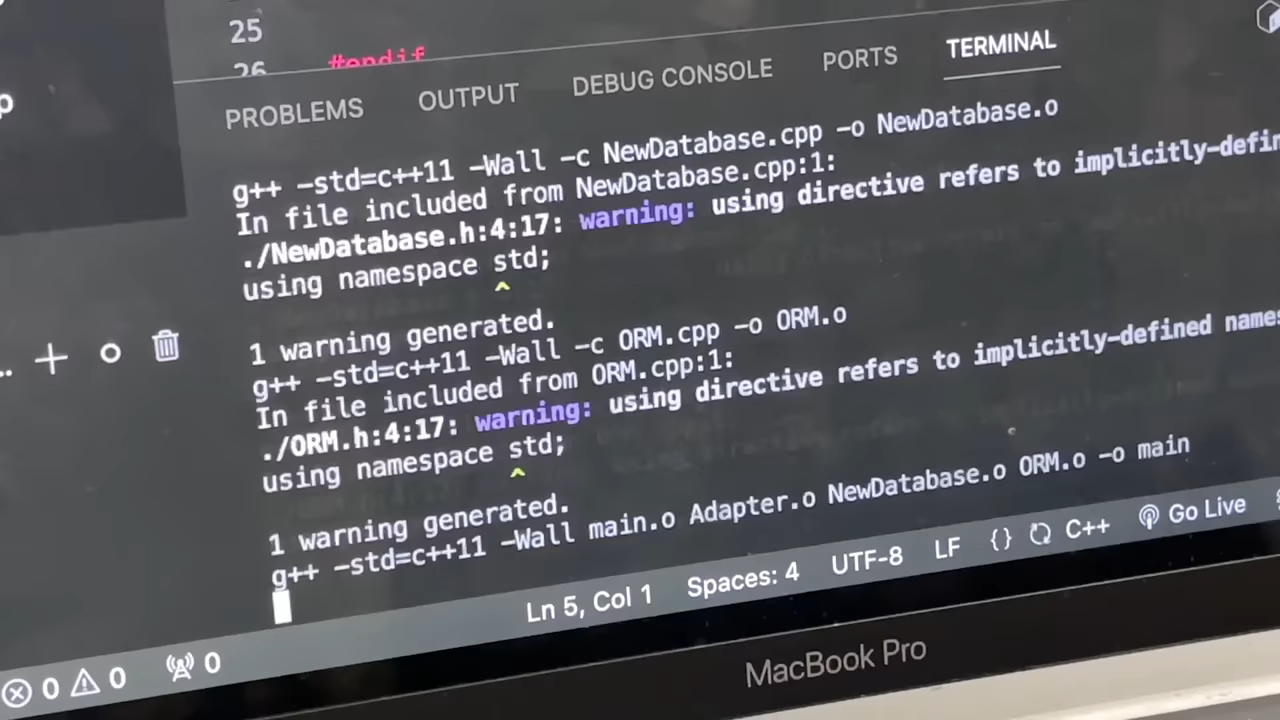 25
26
#endif
p
PROBLEMS OUTPUT DEBUG CONSOLE PORTS TERMINAL
g++ -std=c++11 -Wall -c NewDatabase.cpp -o NewDatabase.o
In file included from NewDatabase.cpp:1:
./NewDatabase.h:4:17: warning: using directive refers to implicitly-defin
using namespace std;
^
1 warning generated.
g++ -std=c++11 -Wall -c ORM.cpp -o ORM.o
In file included from ORM.cpp:1:
./ORM.h:4:17: warning: using directive refers to implicitly-defined names
using namespace std;
^
1 warning generated.
g++ -std=c++11 -Wall main.o Adapter.o NewDatabase.o ORM.o -o main
Ln 5, Col 1 Spaces: 4 UTF-8 LF {} C++ Go Live
0 0 0
MacBook Pro